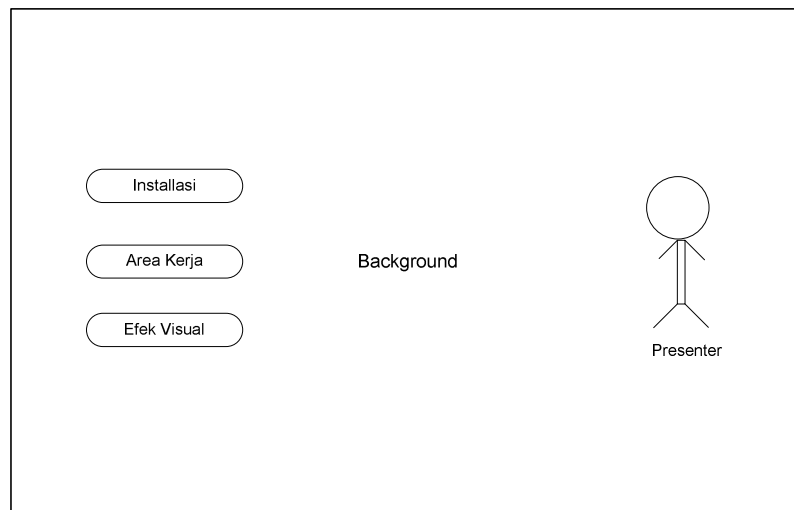 Installasi
Area Kerja
Background
Efek Visual
Presenter